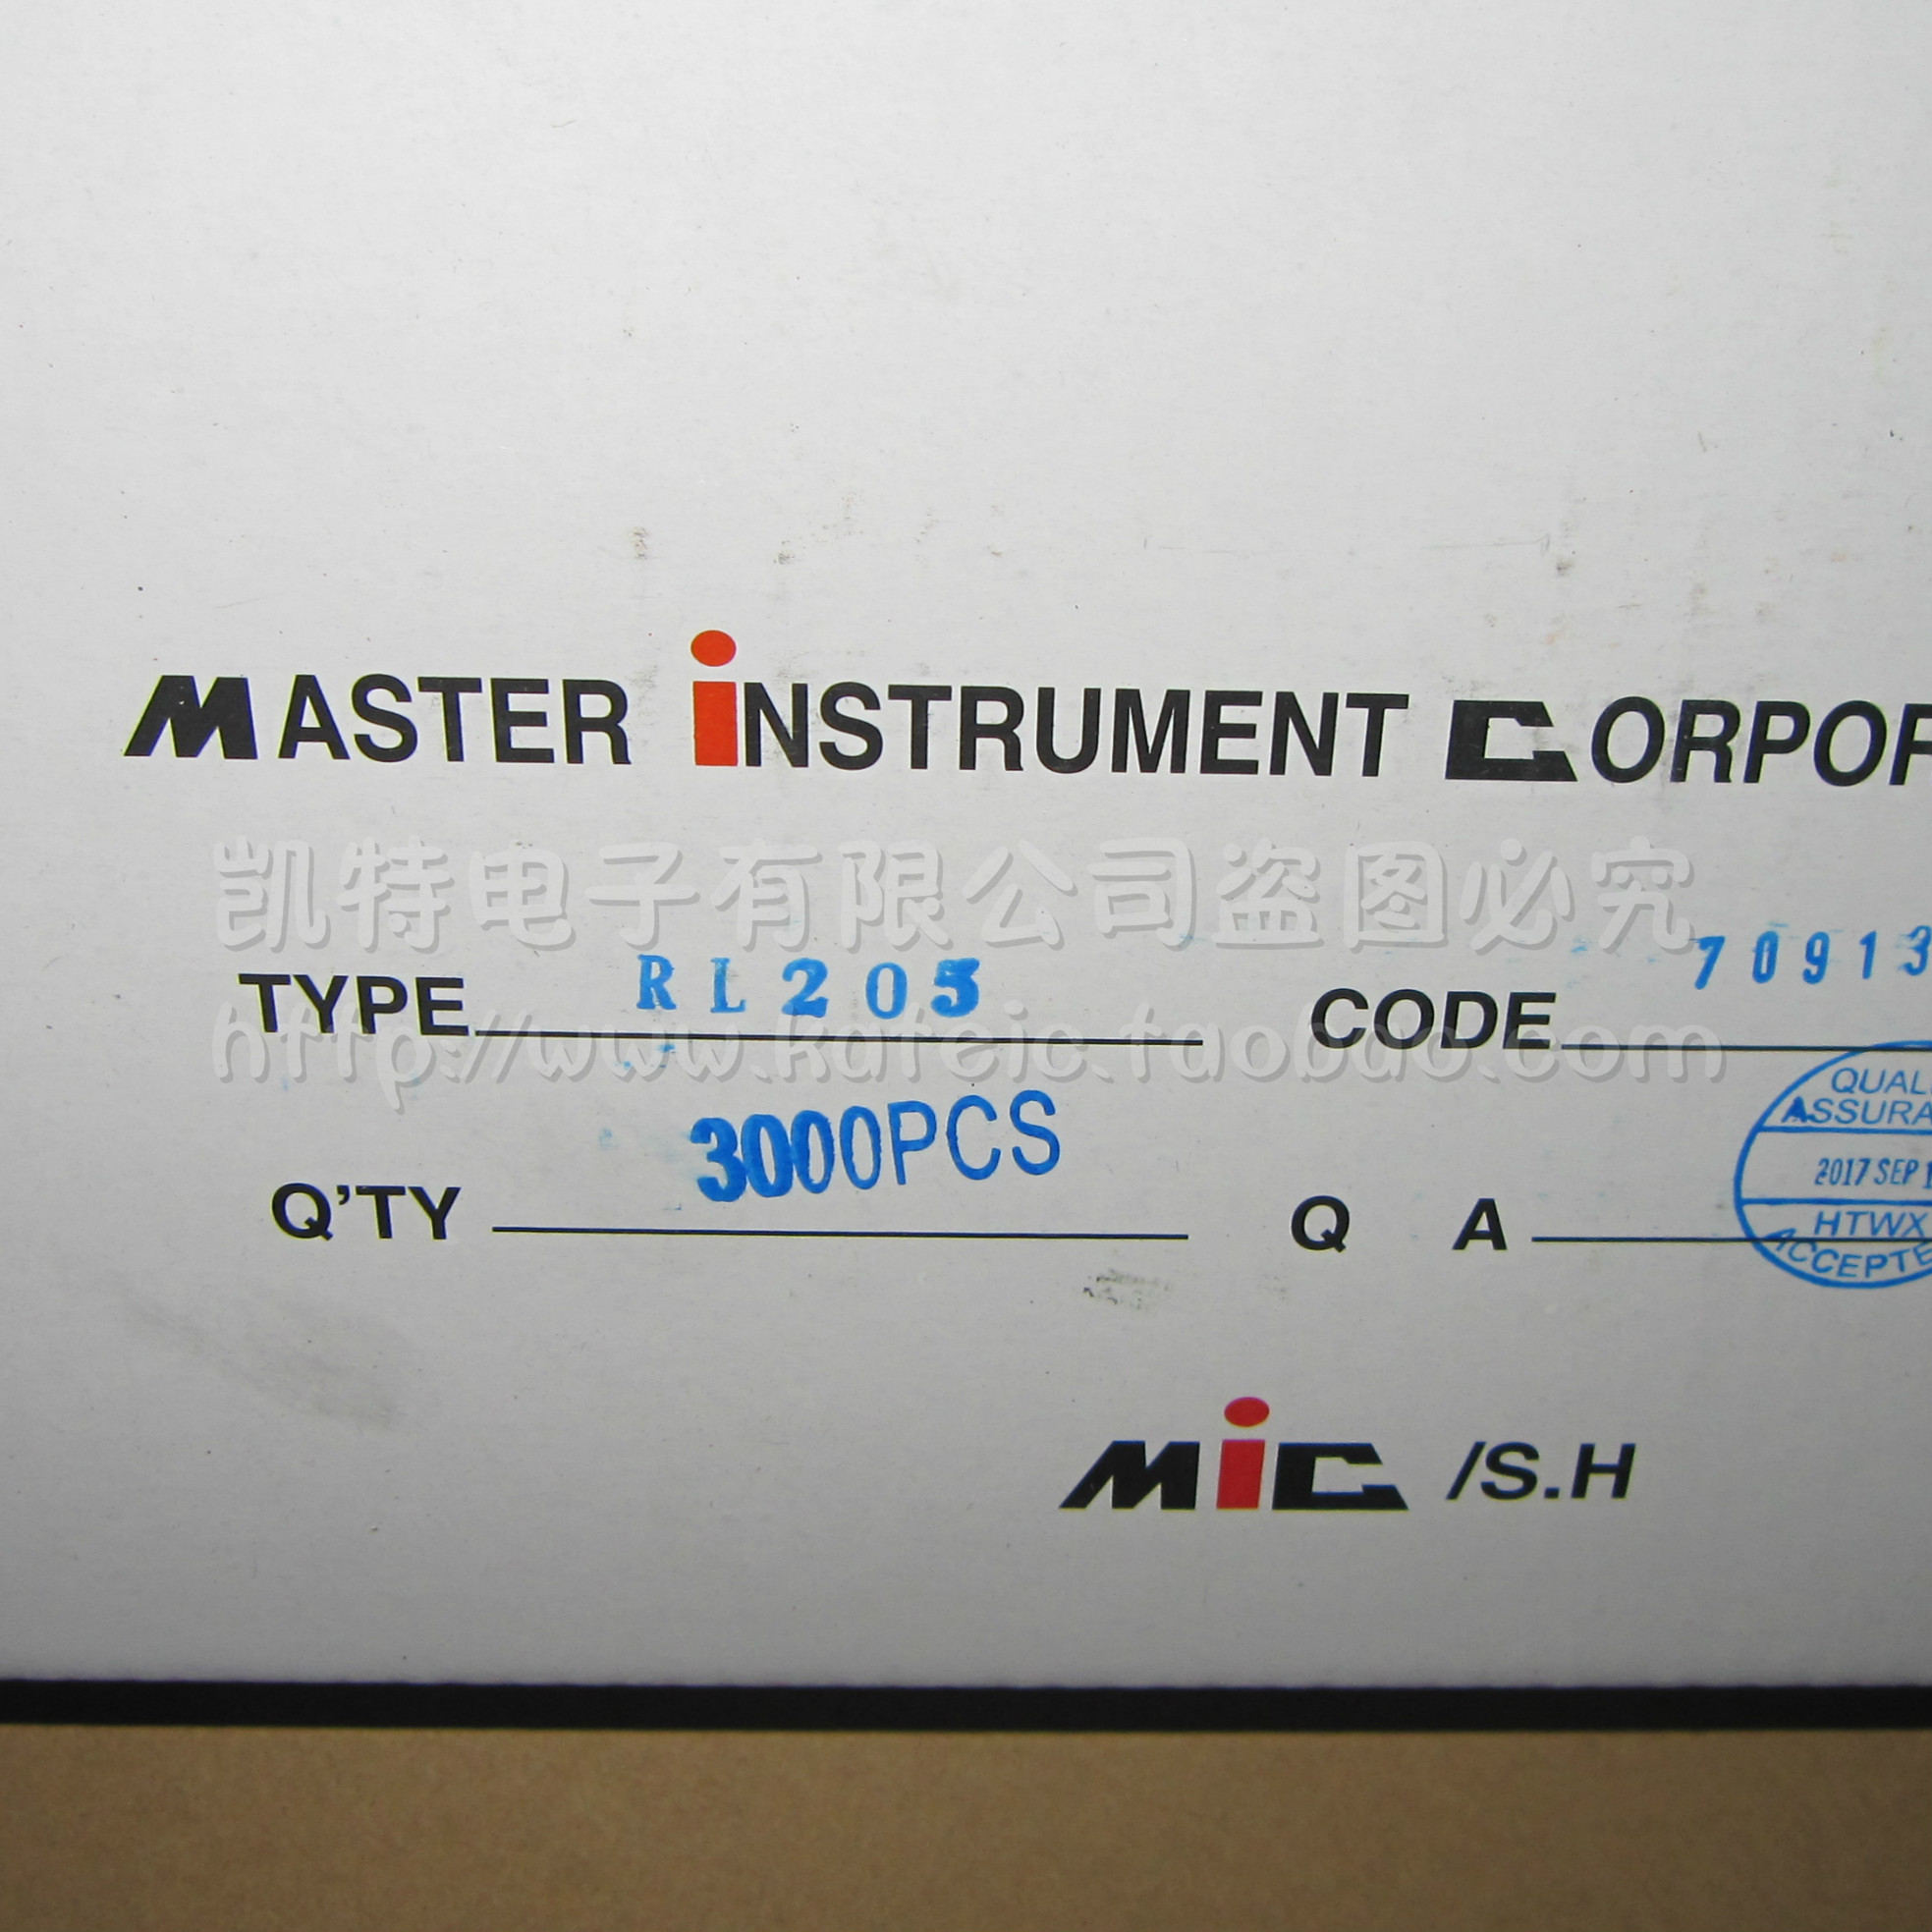 MASTER iNSTRUMENT CORPOR
凯特电子有限公司盗图必究
TYPE RL205 CODE 70913
http://www.kateic.taobao.com
QUALI
ASSURA
2017 SEP 1
HTWX
ACCEPTE
Q'TY 3000PCS Q A
MiC /S.H